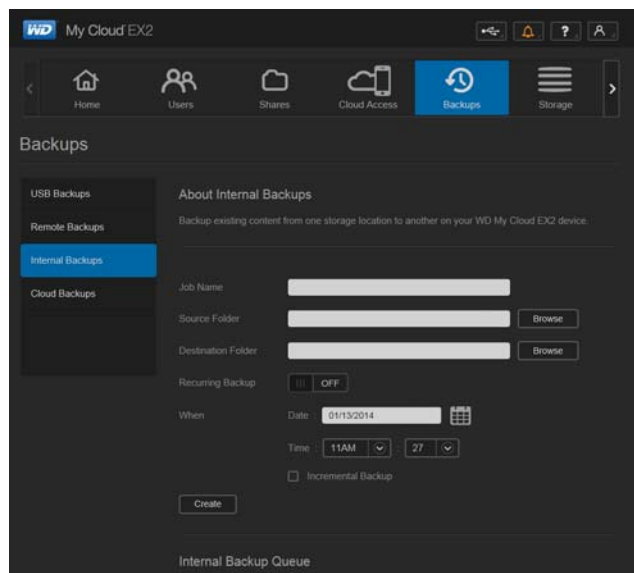 WD My Cloud EX2 ?
Home Users Shares Cloud Access Backups Storage
Backups
USB Backups
Remote Backups
Internal Backups
Cloud Backups
About Internal Backups
Backup existing content from one storage location to another on your WD My Cloud EX2 device.
Job Name
Source Folder Browse
Destination Folder Browse
Recurring Backup OFF
When Date : 01/13/2014
Time : 11AM : 27
Incremental Backup
Create
Internal Backup Queue